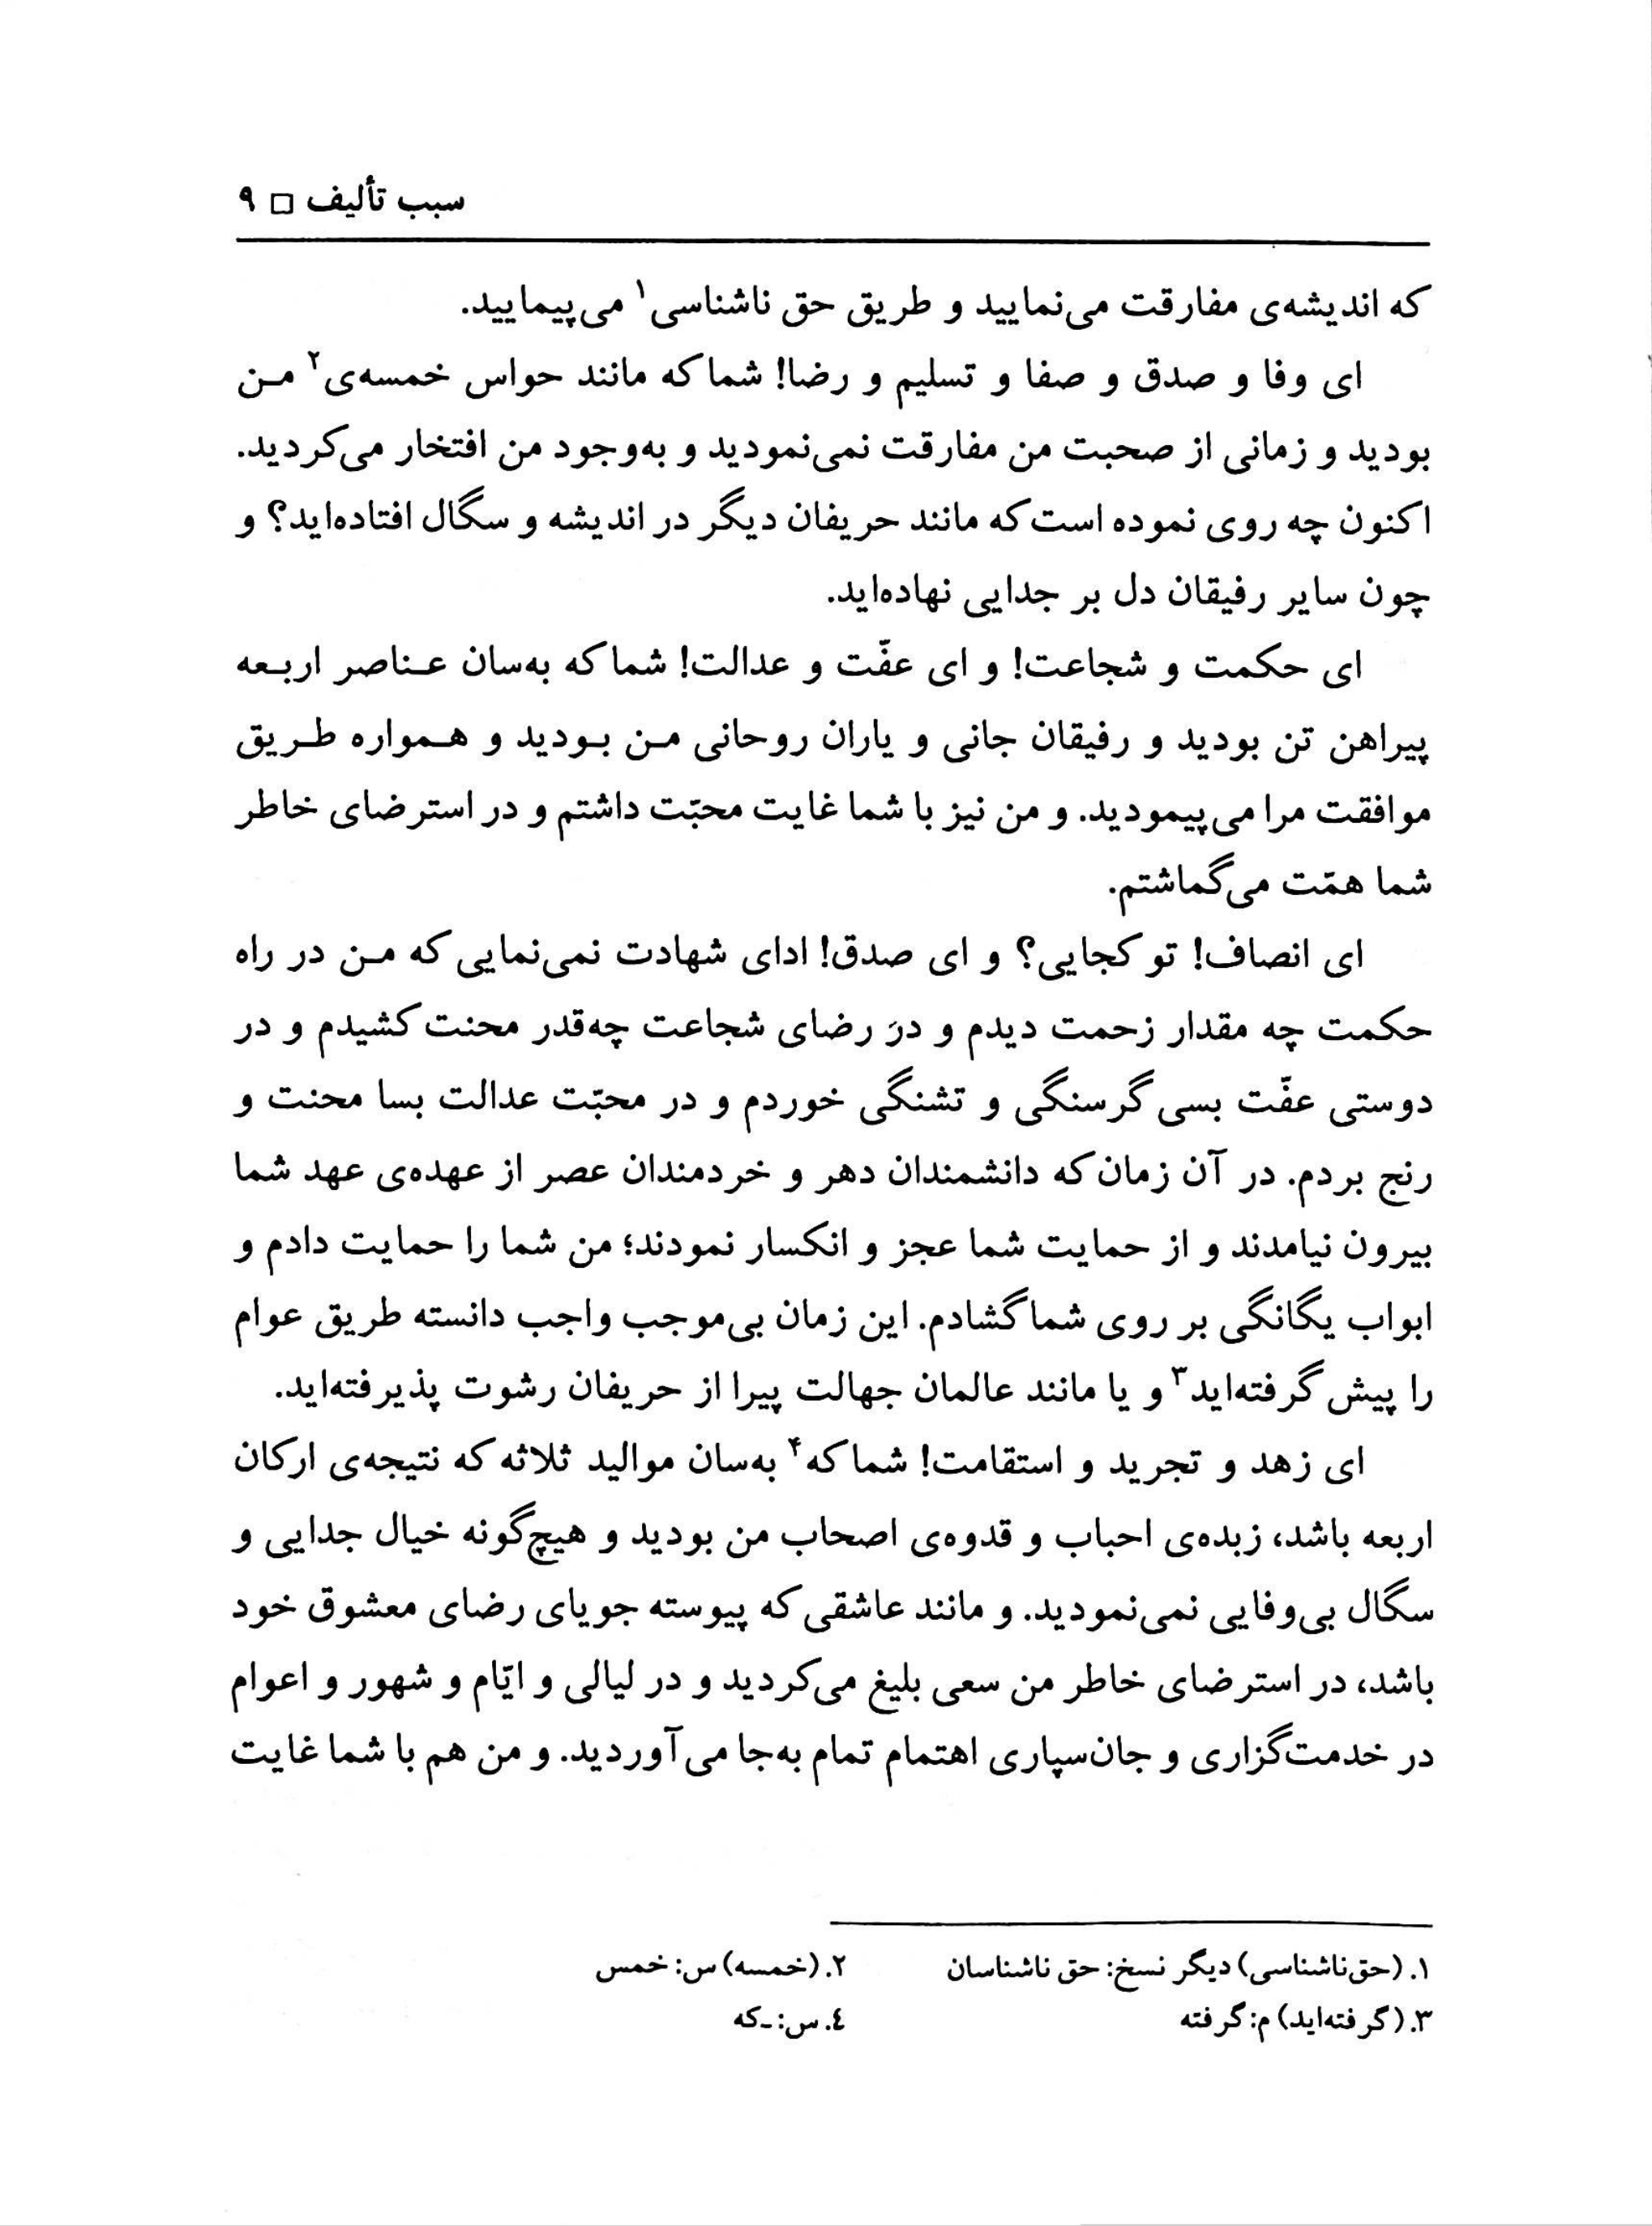 سبب تأليف □ ۹
که اندیشه‌ی مفارقت می‌نمایید و طریق حق ناشناسی۱ می‌پیمایید.
ای وفا و صدق و صفا و تسلیم و رضا! شما که مانند حواس خمسه‌ی۲ من
بودید و زمانی از صحبت من مفارقت نمی‌نمودید و به‌وجود من افتخار می‌کردید.
اکنون چه روی نموده است که مانند حریفان دیگر در اندیشه و سگال افتاده‌اید؟ و
چون سایر رفیقان دل بر جدایی نهاده‌اید.
ای حکمت و شجاعت! و ای عفّت و عدالت! شما که به‌سان عناصر اربعه
پیراهن تن بودید و رفیقان جانی و یاران روحانی من بودید و همواره طریق
موافقت مرا می‌پیمودید. و من نیز با شما غایت محبّت داشتم و در استرضای خاطر
شما همّت می‌گماشتم.
ای انصاف! تو کجایی؟ و ای صدق! ادای شهادت نمی‌نمایی که من در راه
حکمت چه مقدار زحمت دیدم و در رضای شجاعت چه‌قدر محنت کشیدم و در
دوستی عفّت بسی گرسنگی و تشنگی خوردم و در محبّت عدالت بسا محنت و
رنج بردم. در آن زمان که دانشمندان دهر و خردمندان عصر از عهده‌ی عهد شما
بیرون نیامدند و از حمایت شما عجز و انکسار نمودند؛ من شما را حمایت دادم و
ابواب یگانگی بر روی شما گشادم. این زمان بی‌موجب واجب دانسته طریق عوام
را پیش گرفته‌اید۳ و یا مانند عالمان جهالت پیرا از حریفان رشوت پذیرفته‌اید.
ای زهد و تجرید و استقامت! شما که۴ به‌سان موالید ثلاثه که نتیجه‌ی ارکان
اربعه باشد، زبده‌ی احباب و قدوه‌ی اصحاب من بودید و هیچ‌گونه خیال جدایی و
سگال بی‌وفایی نمی‌نمودید. و مانند عاشقی که پیوسته جویای رضای معشوق خود
باشد، در استرضای خاطر من سعی بلیغ می‌کردید و در لیالی و ایّام و شهور و اعوام
در خدمت‌گزاری و جان‌سپاری اهتمام تمام به‌جا می‌آوردید. و من هم با شما غایت
۱. (حق‌ناشناسی) دیگر نسخ: حق ناشناسان ۲. (خمسه) س: خمس
۳. (گرفته‌اید) م: گرفته ٤. س: ـ که